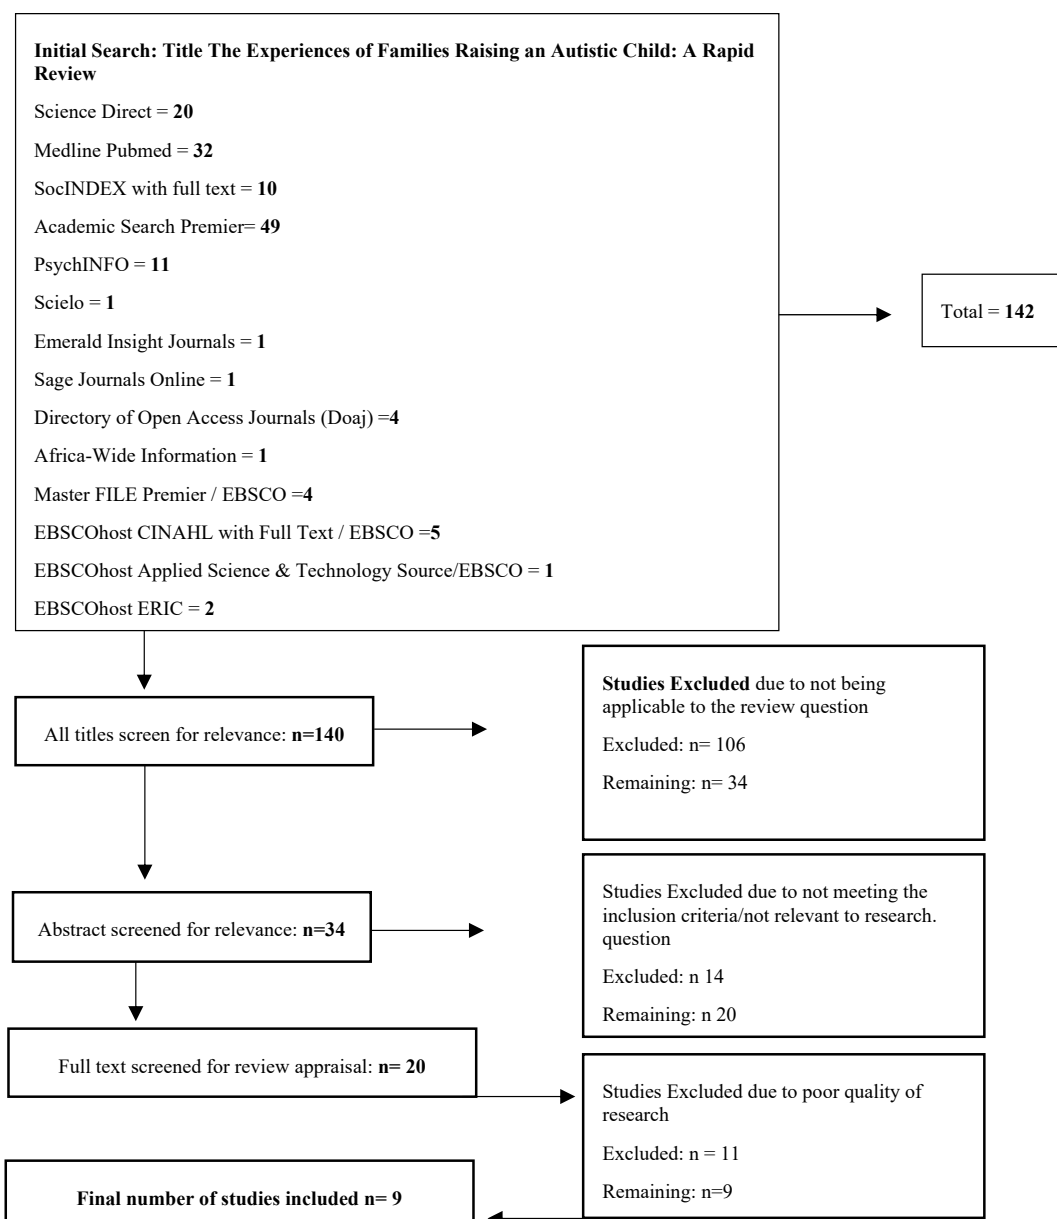 Initial Search: Title The Experiences of Families Raising an Autistic Child: A Rapid
Review
Science Direct = 20
Medline Pubmed = 32
SocINDEX with full text = 10
Academic Search Premier= 49
PsychINFO = 11
Scielo = 1
Emerald Insight Journals = 1
Sage Journals Online = 1
Directory of Open Access Journals (Doaj) =4
Africa-Wide Information = 1
Master FILE Premier / EBSCO =4
EBSCOhost CINAHL with Full Text / EBSCO =5
EBSCOhost Applied Science & Technology Source/EBSCO = 1
EBSCOhost ERIC = 2
Total = 142
All titles screen for relevance: n=140
Studies Excluded due to not being
applicable to the review question
Excluded: n= 106
Remaining: n= 34
Abstract screened for relevance: n=34
Studies Excluded due to not meeting the
inclusion criteria/not relevant to research.
question
Excluded: n 14
Remaining: n 20
Full text screened for review appraisal: n= 20
Studies Excluded due to poor quality of
research
Excluded: n = 11
Remaining: n=9
Final number of studies included n= 9